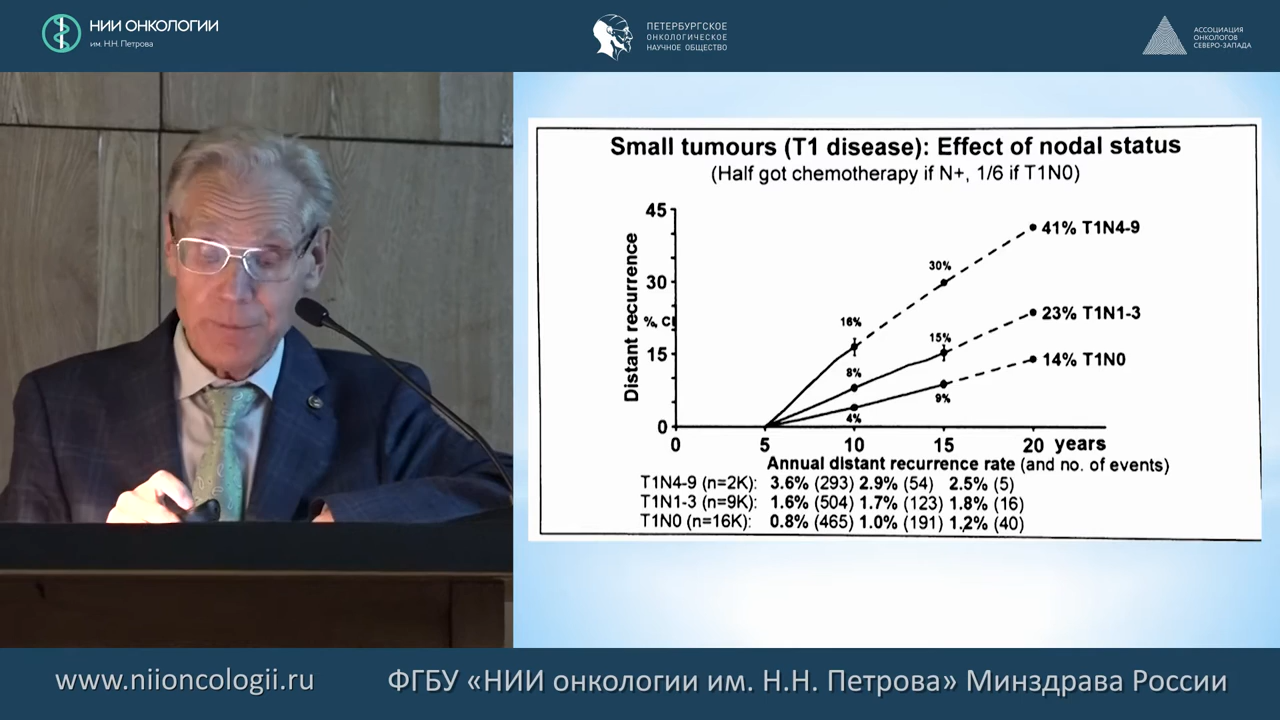 НИИ ОНКОЛОГИИ
им. Н.Н. Петрова
ПЕТЕРБУРГСКОЕ
ОНКОЛОГИЧЕСКОЕ
НАУЧНОЕ ОБЩЕСТВО
АССОЦИАЦИЯ
ОНКОЛОГОВ
СЕВЕРО-ЗАПАДА
Small tumours (T1 disease): Effect of nodal status
(Half got chemotherapy if N+, 1/6 if T1N0)
45
41% T1N4-9
30%
30
Distant recurrence
%, CI
16%
23% T1N1-3
15%
15
8%
14% T1N0
9%
4%
0
0 5 10 15 20 years
Annual distant recurrence rate (and no. of events)
T1N4-9 (n=2K): 3.6% (293) 2.9% (54) 2.5% (5)
T1N1-3 (n=9K): 1.6% (504) 1.7% (123) 1.8% (16)
T1N0 (n=16K): 0.8% (465) 1.0% (191) 1.2% (40)
www.niioncologii.ru
ФГБУ «НИИ онкологии им. Н.Н. Петрова» Минздрава России